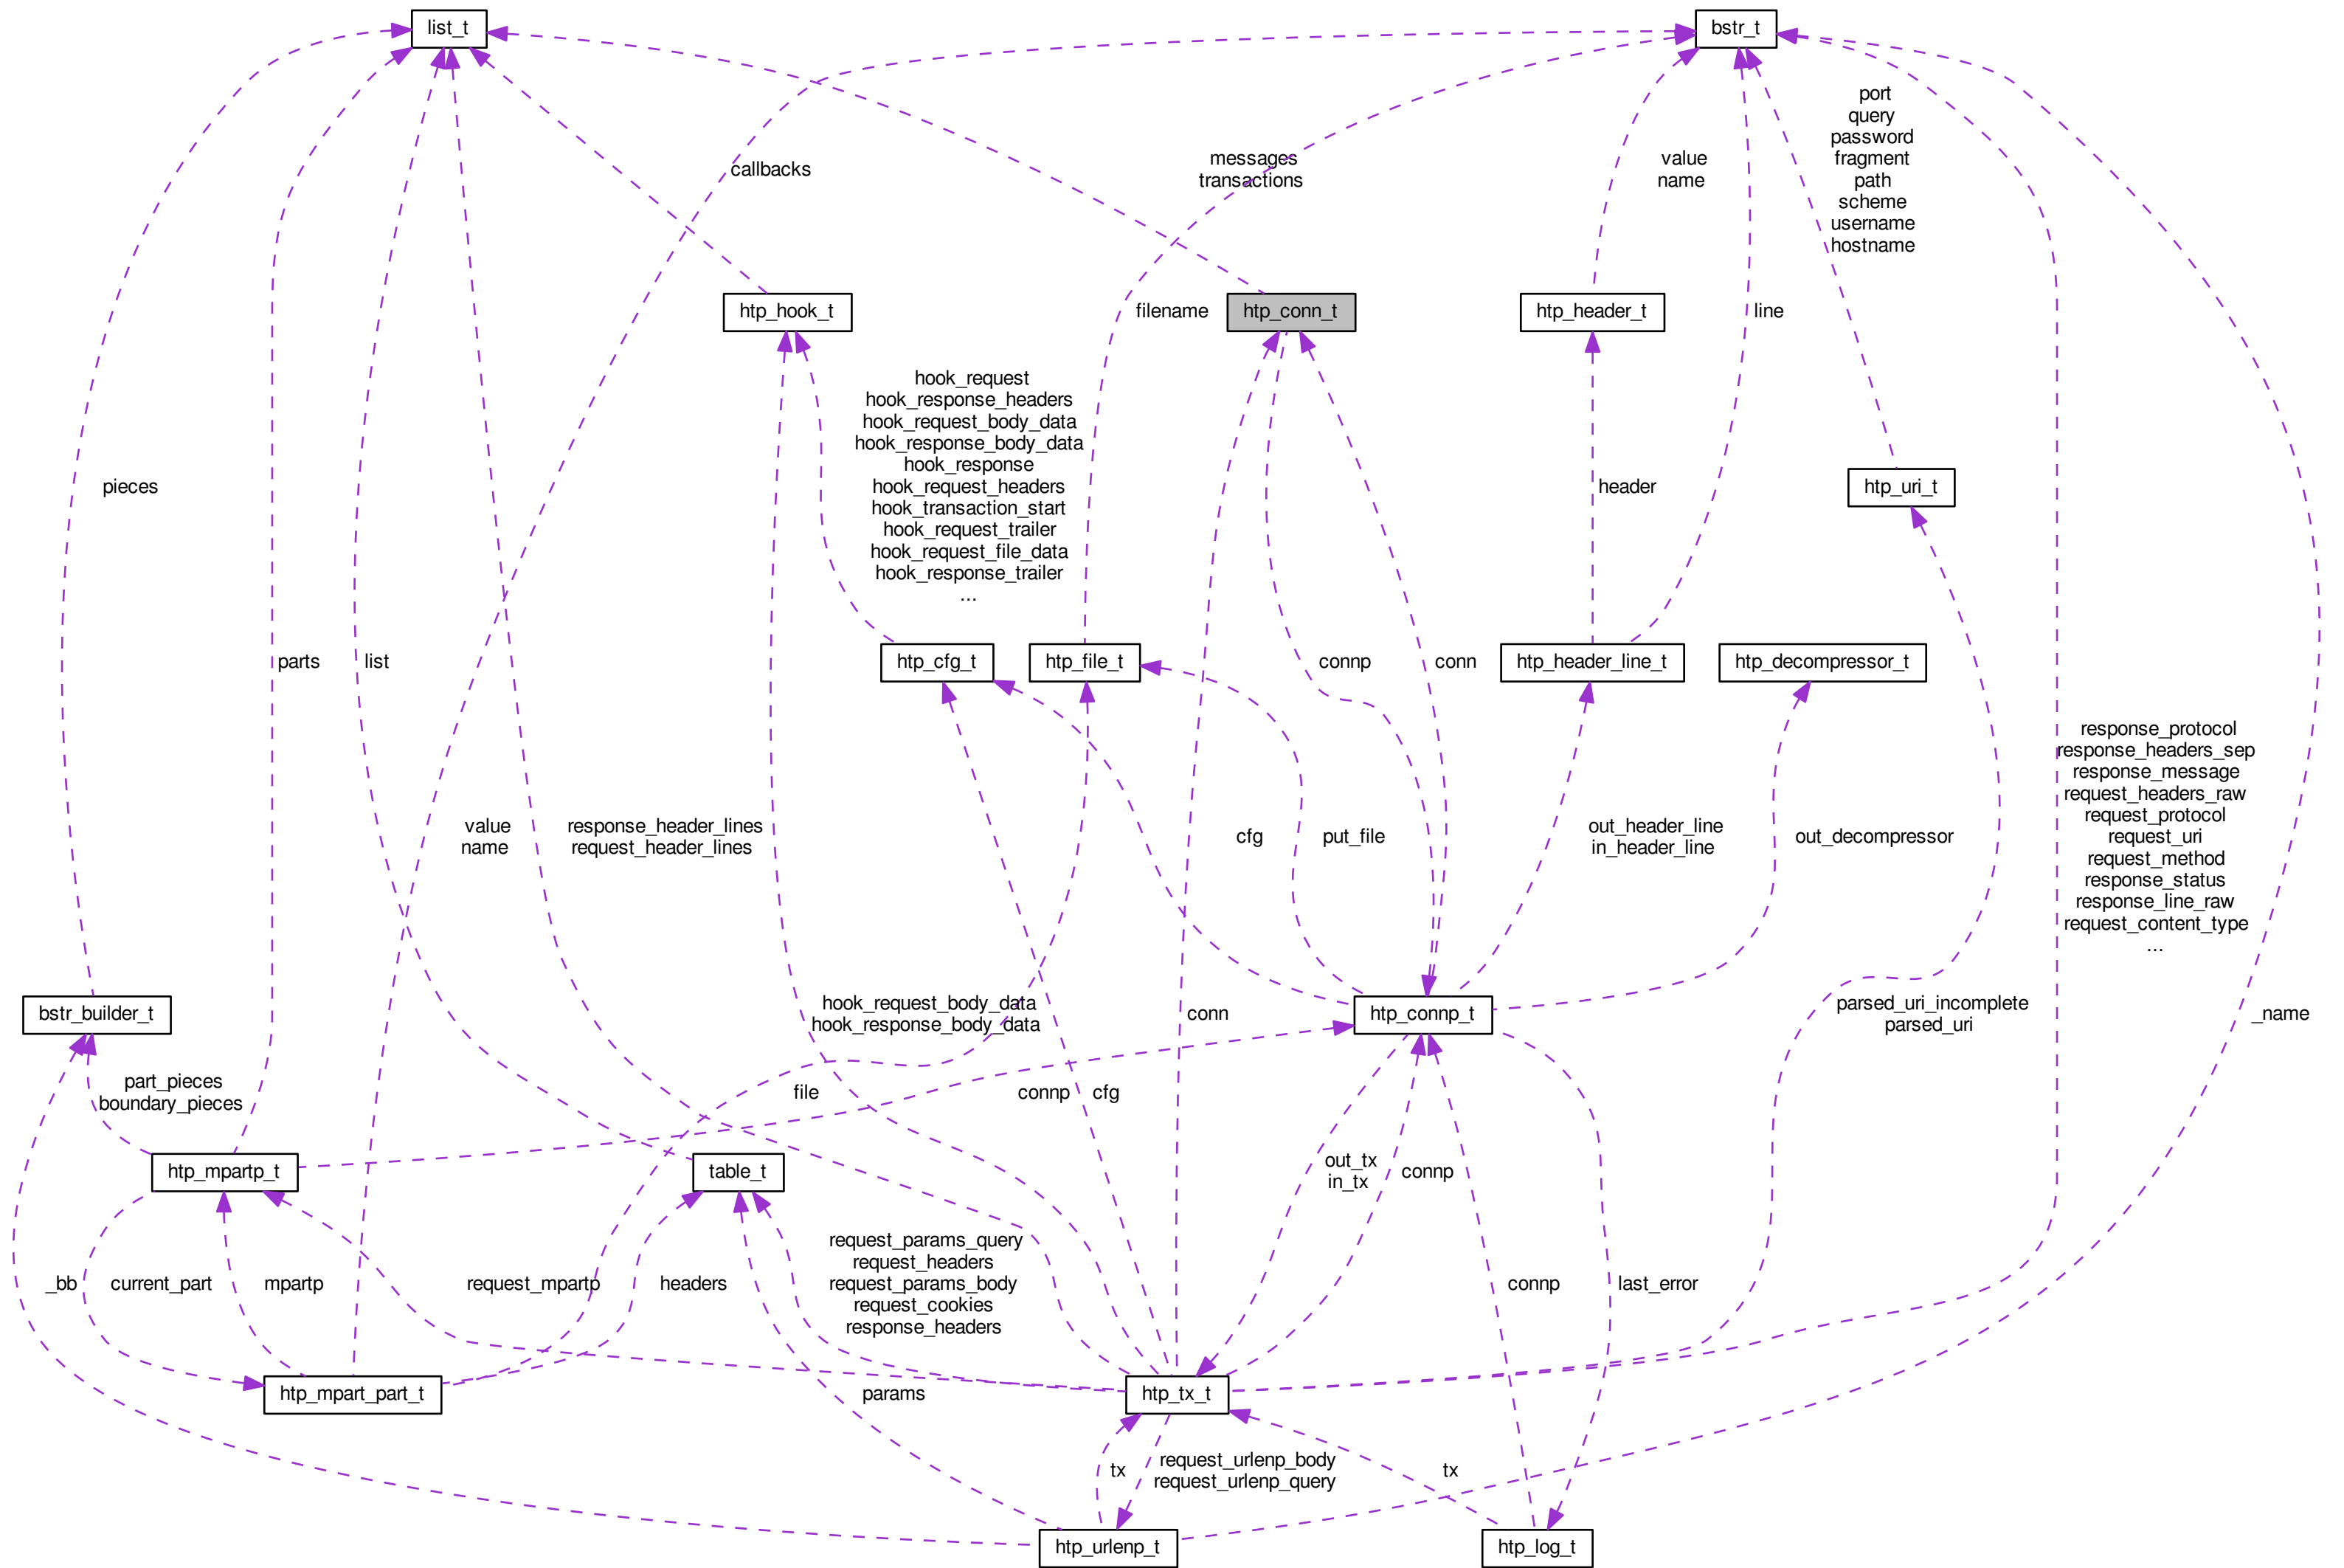 list_t
bstr_t
port
query
password
fragment
path
scheme
username
hostname
callbacks
messages
transactions
value
name
htp_hook_t
filename
htp_conn_t
htp_header_t
line
hook_request
hook_response_headers
hook_request_body_data
hook_response_body_data
hook_response
hook_request_headers
hook_transaction_start
hook_request_trailer
hook_request_file_data
hook_response_trailer
...
pieces
header
htp_uri_t
parts
list
htp_cfg_t
htp_file_t
connp
conn
htp_header_line_t
htp_decompressor_t
value
name
response_header_lines
request_header_lines
cfg
put_file
out_header_line
in_header_line
out_decompressor
response_protocol
response_headers_sep
response_message
request_headers_raw
request_protocol
request_uri
request_method
response_status
response_line_raw
request_content_type
...
bstr_builder_t
hook_request_body_data
hook_response_body_data
conn
htp_connp_t
parsed_uri_incomplete
parsed_uri
_name
part_pieces
boundary_pieces
file
connp
cfg
htp_mpartp_t
table_t
out_tx
in_tx
connp
_bb
current_part
mpartp
request_mpartp
headers
request_params_query
request_headers
request_params_body
request_cookies
response_headers
connp
last_error
htp_mpart_part_t
params
htp_tx_t
tx
request_urlenp_body
request_urlenp_query
tx
htp_urlenp_t
htp_log_t